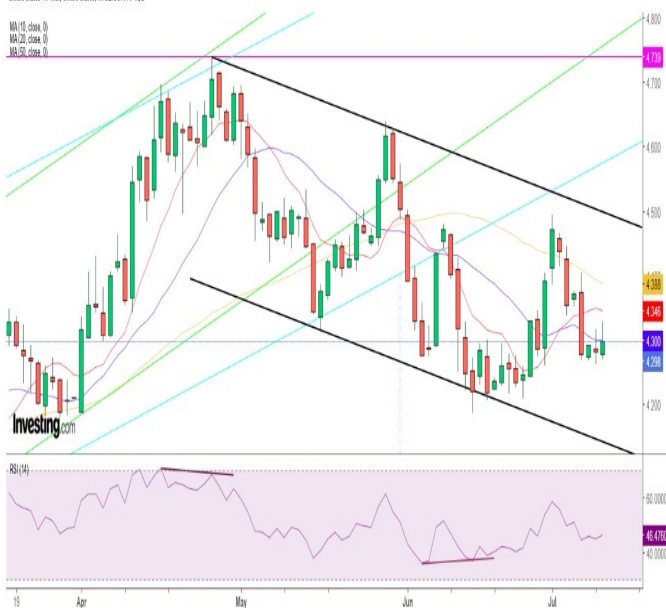 MA (10, close, 0)
MA (20, close, 0)
MA (50, close, 0)
4.800
4.739
4.700
4.600
4.500
4.388
4.346
4.300
4.298
4.200
Investing.com
RSI (14)
60.0000
46.4760
40.0000
19 Apr May Jun Jul